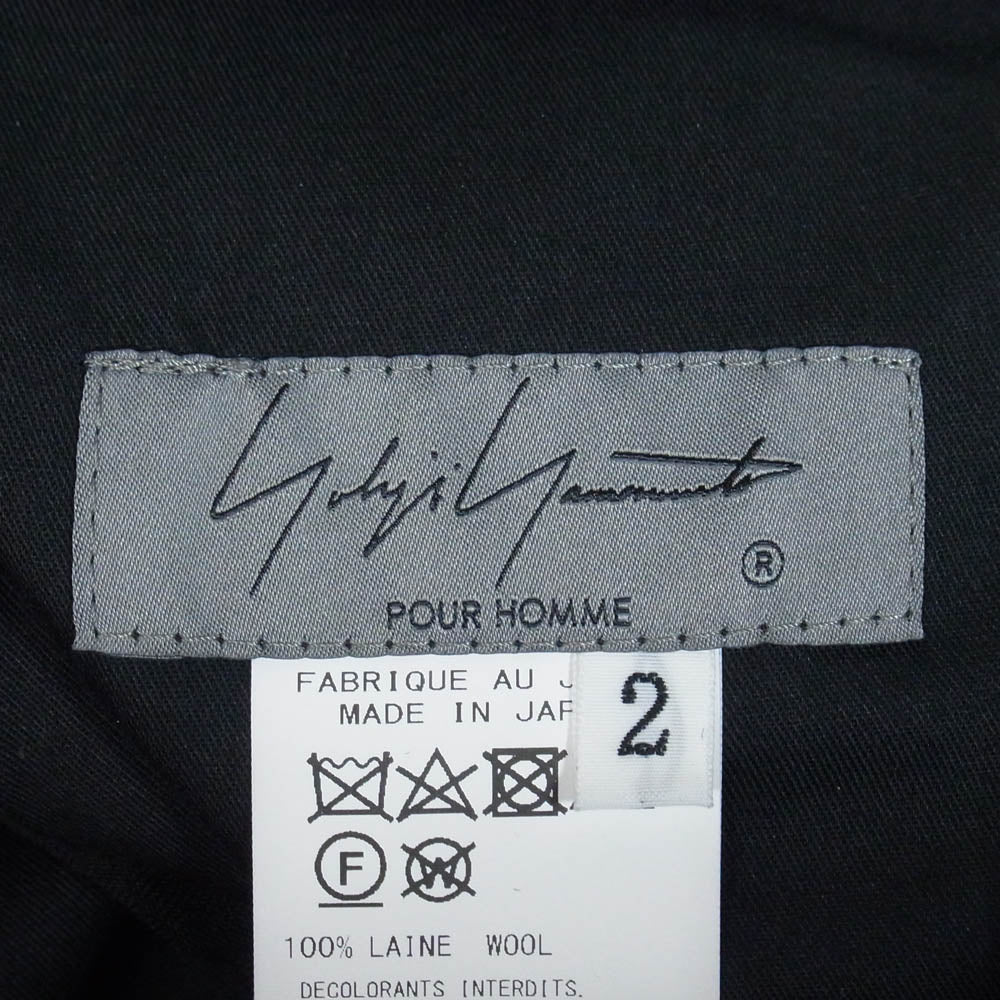 Yohji Yamamoto
®
POUR HOMME
FABRIQUE AU J
MADE IN JAP
2
F
W
100% LAINE WOOL
DECOLORANTS INTERDITS.